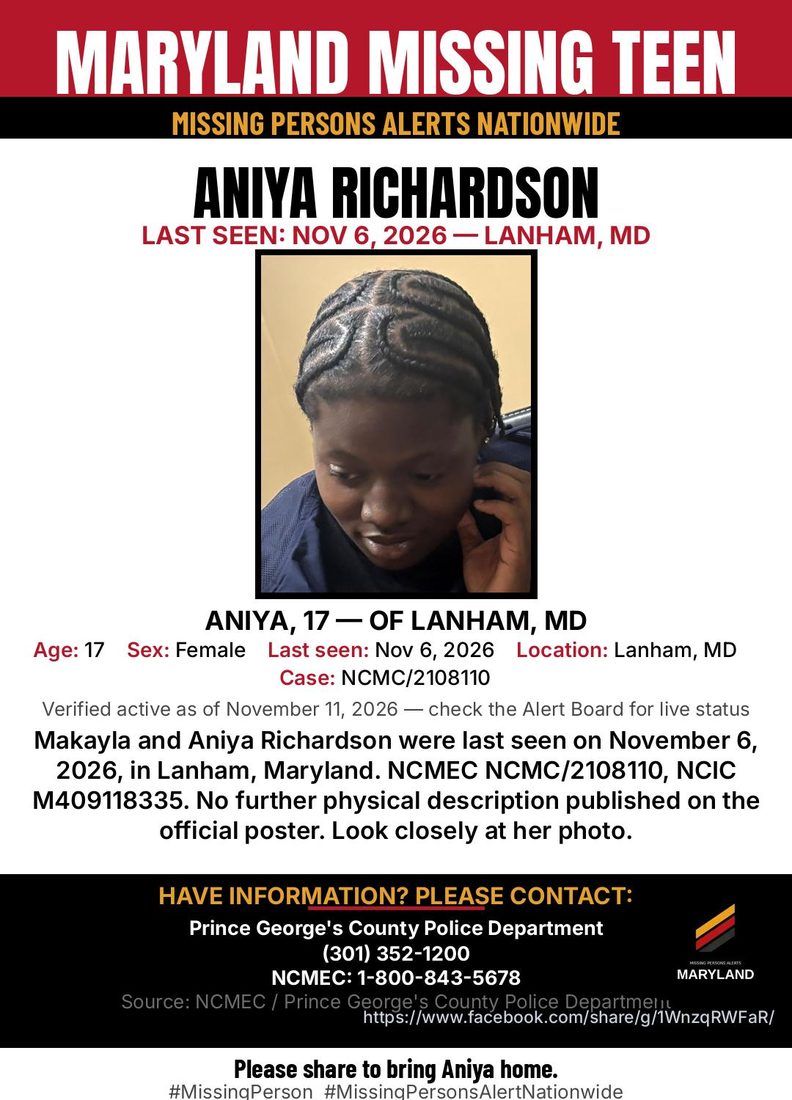 MARYLAND MISSING TEEN
MISSING PERSONS ALERTS NATIONWIDE
ANIYA RICHARDSON
LAST SEEN: NOV 6, 2026 — LANHAM, MD
ANIYA, 17 — OF LANHAM, MD
Age: 17 Sex: Female Last seen: Nov 6, 2026 Location: Lanham, MD
Case: NCMC/2108110
Verified active as of November 11, 2026 — check the Alert Board for live status
Makayla and Aniya Richardson were last seen on November 6,
2026, in Lanham, Maryland. NCMEC NCMC/2108110, NCIC
M409118335. No further physical description published on the
official poster. Look closely at her photo.
HAVE INFORMATION? PLEASE CONTACT:
Prince George's County Police Department
(301) 352-1200
NCMEC: 1-800-843-5678
Source: NCMEC / Prince George's County Police Department
https://www.facebook.com/share/g/1WnzqRWFaR/
MISSING PERSONS ALERTS
MARYLAND
Please share to bring Aniya home.
#MissingPerson #MissingPersonsAlertNationwide